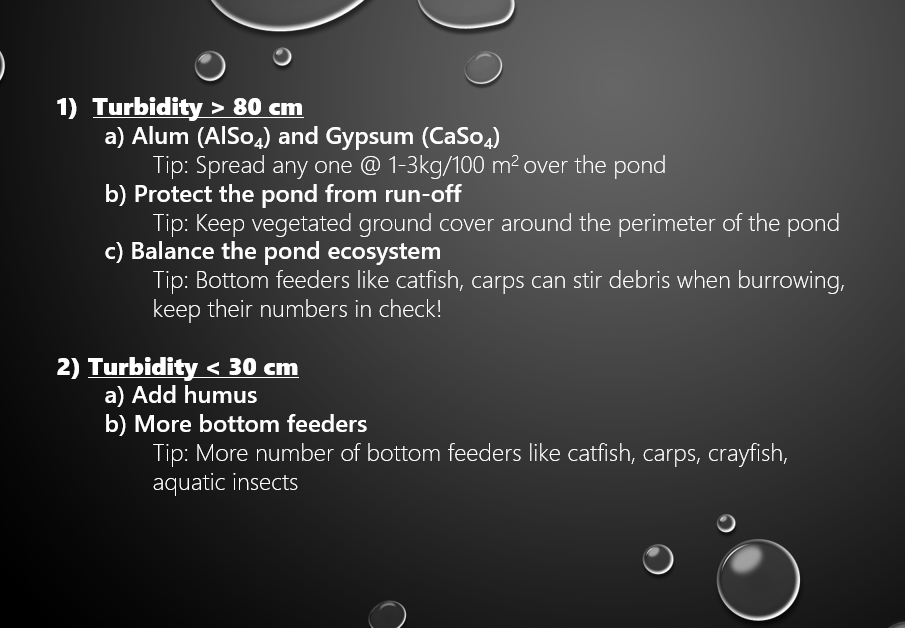 1) Turbidity > 80 cm
a) Alum (AlSo₄) and Gypsum (CaSo₄)
Tip: Spread any one @ 1-3kg/100 m² over the pond
b) Protect the pond from run-off
Tip: Keep vegetated ground cover around the perimeter of the pond
c) Balance the pond ecosystem
Tip: Bottom feeders like catfish, carps can stir debris when burrowing,
keep their numbers in check!
2) Turbidity < 30 cm
a) Add humus
b) More bottom feeders
Tip: More number of bottom feeders like catfish, carps, crayfish,
aquatic insects